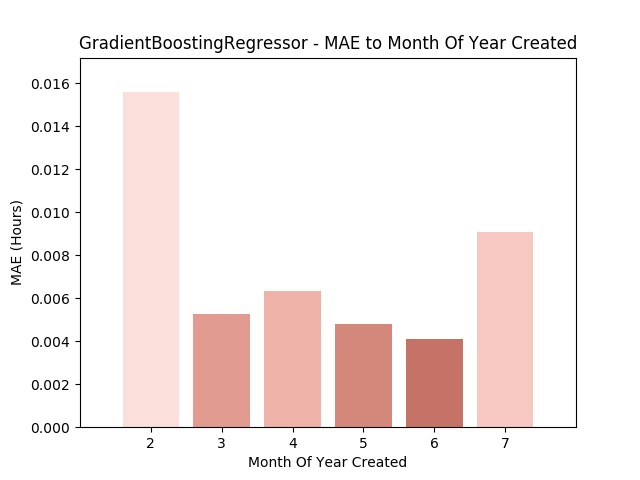 GradientBoostingRegressor - MAE to Month Of Year Created
MAE (Hours)
0.016
0.014
0.012
0.010
0.008
0.006
0.004
0.002
0.000
2 3 4 5 6 7
Month Of Year Created